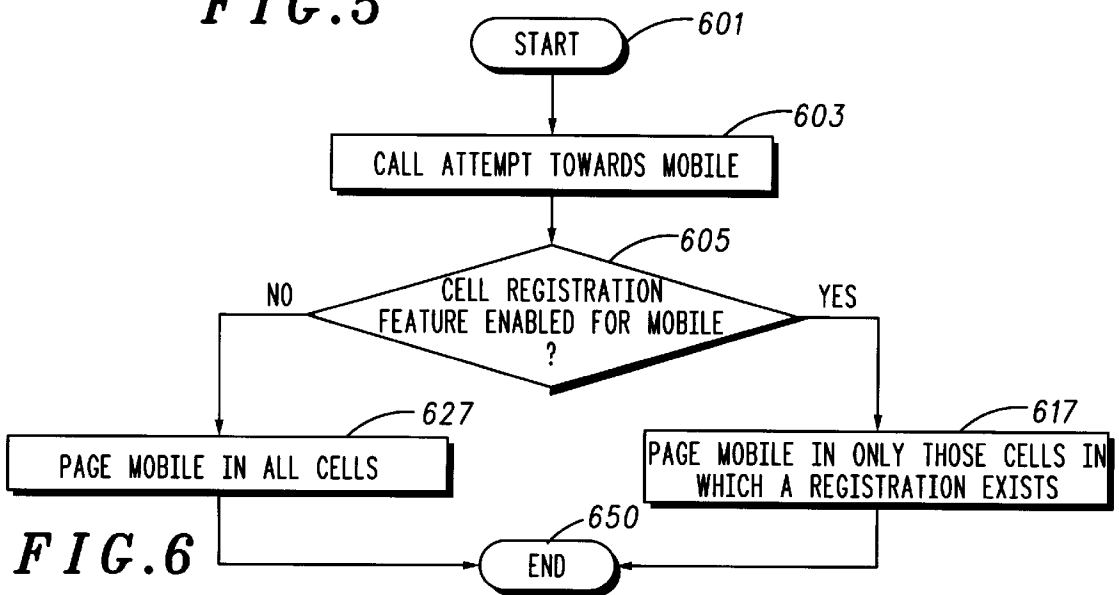 FIG.5
START
601
603
CALL ATTEMPT TOWARDS MOBILE
605
CELL REGISTRATION
FEATURE ENABLED FOR MOBILE
?
NO
YES
627
PAGE MOBILE IN ALL CELLS
617
PAGE MOBILE IN ONLY THOSE CELLS IN
WHICH A REGISTRATION EXISTS
650
END
FIG.6